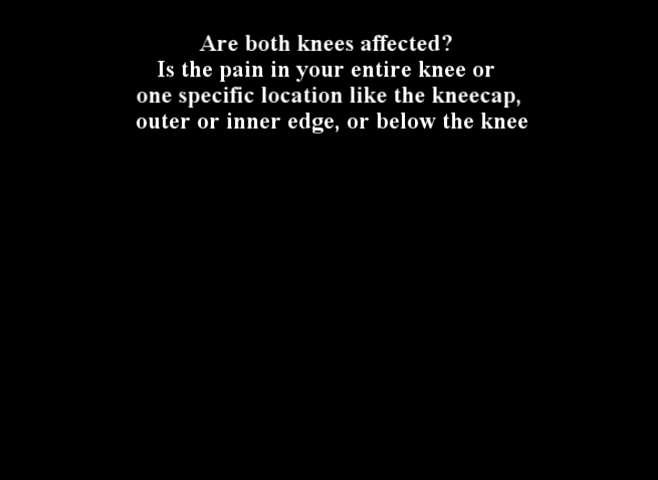 Are both knees affected?
Is the pain in your entire knee or
one specific location like the kneecap,
outer or inner edge, or below the knee